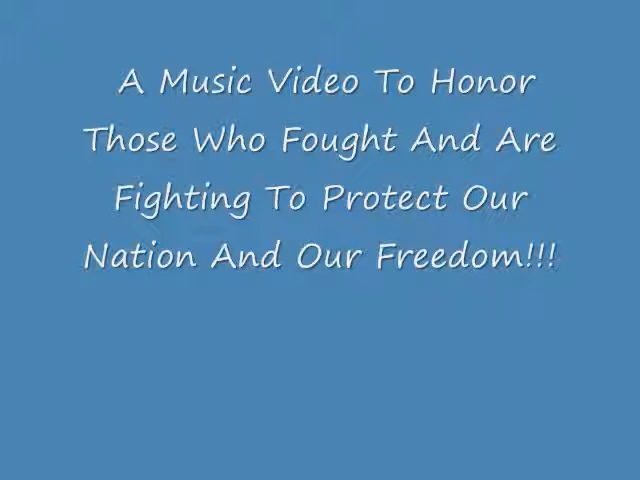 A Music Video To Honor
Those Who Fought And Are
Fighting To Protect Our
Nation And Our Freedom!!!